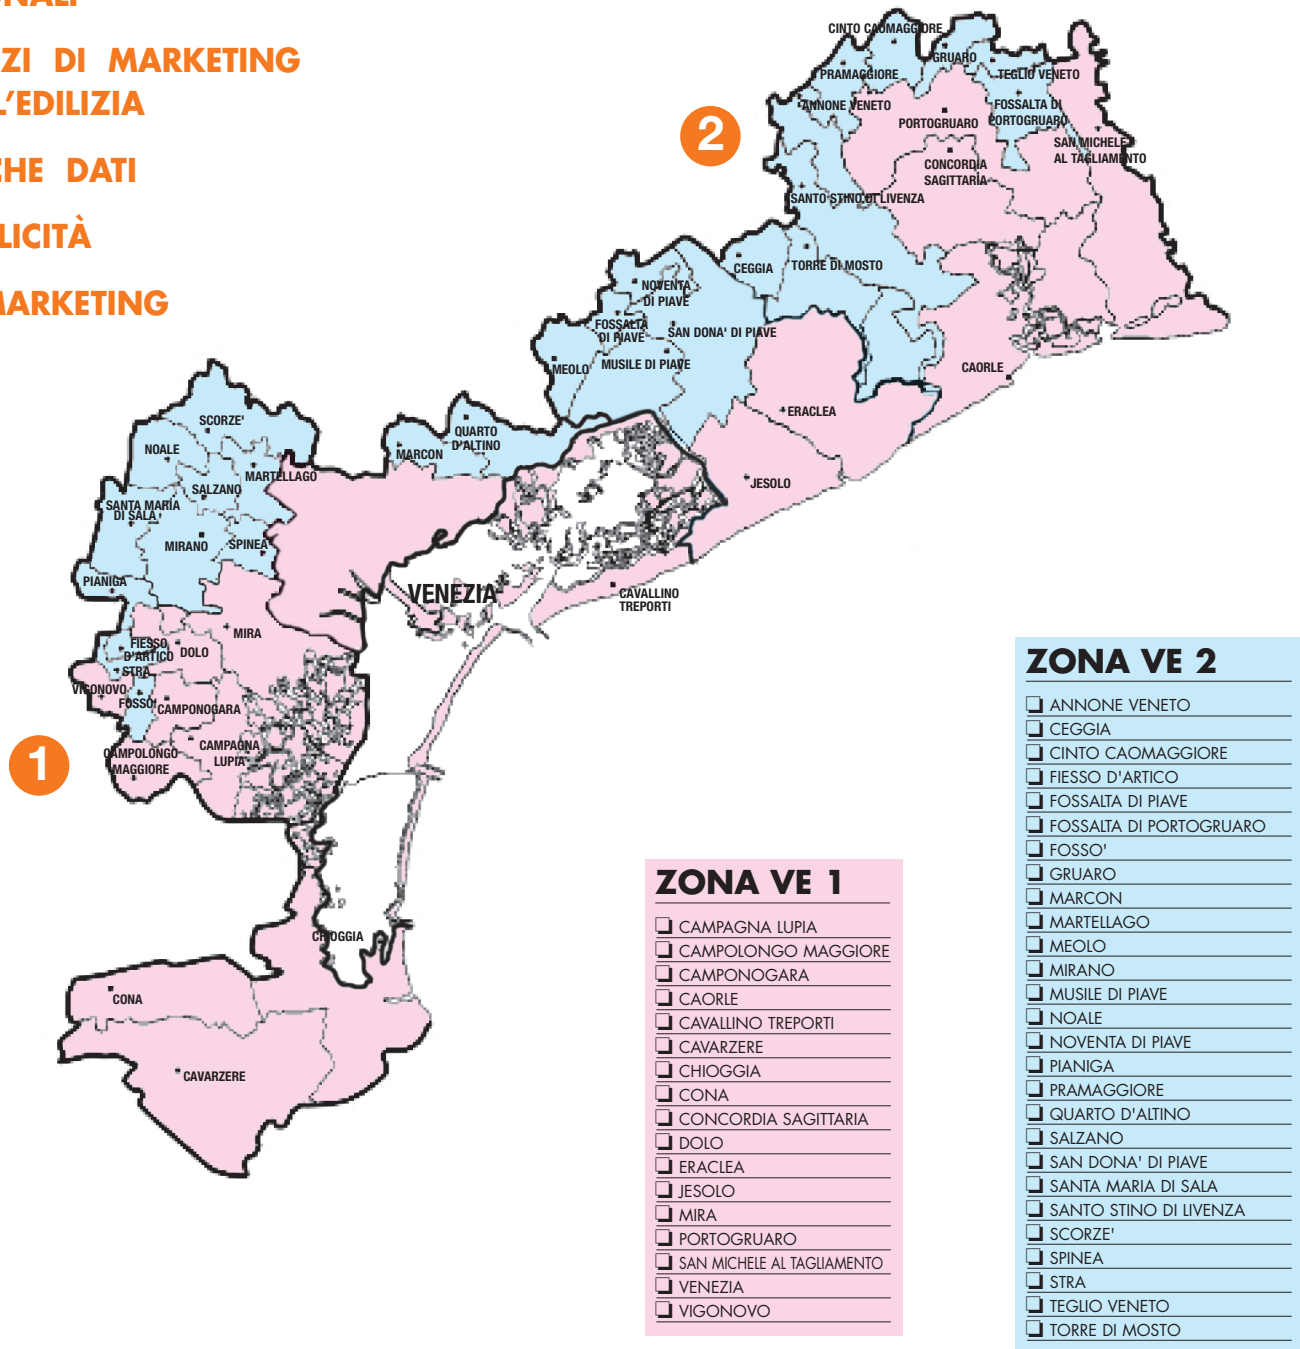 ZI DI MARKETING
L'EDILIZIA
CHE DATI
LICITÀ
MARKETING
2
CINTO CAOMAGGIORE
GRUARO
PRAMAGGIORE
TEGLIO VENETO
ANNONE VENETO
FOSSALTA DI
PORTOGRUARO
PORTOGRUARO
SAN MICHELE
AL TAGLIAMENTO
CONCORDIA
SAGITTARIA
SANTO STINO DI LIVENZA
CEGGIA
TORRE DI MOSTO
NOVENTA
DI PIAVE
FOSSALTA
DI PIAVE
SAN DONA' DI PIAVE
MEOLO
MUSILE DI PIAVE
CAORLE
ERACLEA
JESOLO
SCORZE'
NOALE
QUARTO
D'ALTINO
MARCON
MARTELLAGO
SALZANO
SANTA MARIA
DI SALA
MIRANO
SPINEA
PIANIGA
VENEZIA
CAVALLINO
TREPORTI
MIRA
FIESSO
D'ARTICO
DOLO
STRA
VIGONOVO
FOSSO'
CAMPONOGARA
1
CAMPOLONGO
MAGGIORE
CAMPAGNA
LUPIA
CHIOGGIA
CONA
CAVARZERE
ZONA VE 1
❏ CAMPAGNA LUPIA
❏ CAMPOLONGO MAGGIORE
❏ CAMPONOGARA
❏ CAORLE
❏ CAVALLINO TREPORTI
❏ CAVARZERE
❏ CHIOGGIA
❏ CONA
❏ CONCORDIA SAGITTARIA
❏ DOLO
❏ ERACLEA
❏ JESOLO
❏ MIRA
❏ PORTOGRUARO
❏ SAN MICHELE AL TAGLIAMENTO
❏ VENEZIA
❏ VIGONOVO
ZONA VE 2
❏ ANNONE VENETO
❏ CEGGIA
❏ CINTO CAOMAGGIORE
❏ FIESSO D'ARTICO
❏ FOSSALTA DI PIAVE
❏ FOSSALTA DI PORTOGRUARO
❏ FOSSO'
❏ GRUARO
❏ MARCON
❏ MARTELLAGO
❏ MEOLO
❏ MIRANO
❏ MUSILE DI PIAVE
❏ NOALE
❏ NOVENTA DI PIAVE
❏ PIANIGA
❏ PRAMAGGIORE
❏ QUARTO D'ALTINO
❏ SALZANO
❏ SAN DONA' DI PIAVE
❏ SANTA MARIA DI SALA
❏ SANTO STINO DI LIVENZA
❏ SCORZE'
❏ SPINEA
❏ STRA
❏ TEGLIO VENETO
❏ TORRE DI MOSTO